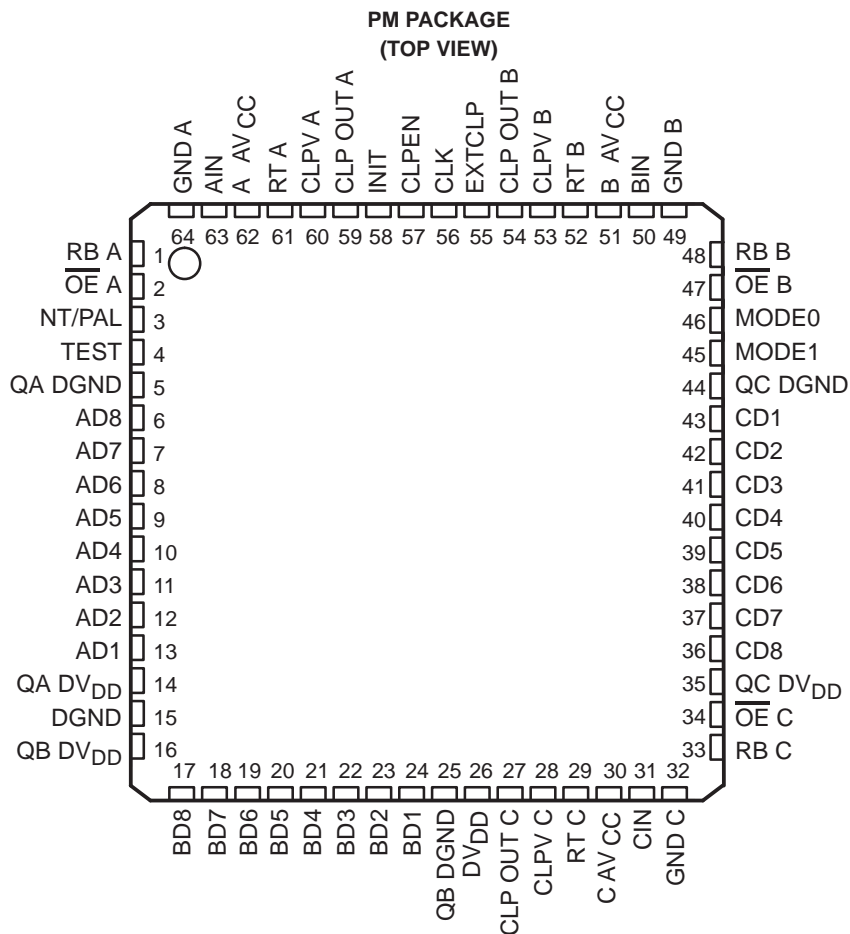 PM PACKAGE
(TOP VIEW)
GND A
AIN
A AV CC
RT A
CLPV A
CLP OUT A
INIT
CLPEN
CLK
EXTCLP
CLP OUT B
CLPV B
RT B
B AV CC
BIN
GND B
64 63 62 61 60 59 58 57 56 55 54 53 52 51 50 49
RB A 1 48 RB B
OE A 2 47 OE B
NT/PAL 3 46 MODE0
TEST 4 45 MODE1
QA DGND 5 44 QC DGND
AD8 6 43 CD1
AD7 7 42 CD2
AD6 8 41 CD3
AD5 9 40 CD4
AD4 10 39 CD5
AD3 11 38 CD6
AD2 12 37 CD7
AD1 13 36 CD8
QA DVDD 14 35 QC DVDD
DGND 15 34 OE C
QB DVDD 16 33 RB C
17 18 19 20 21 22 23 24 25 26 27 28 29 30 31 32
BD8
BD7
BD6
BD5
BD4
BD3
BD2
BD1
QB DGND
DVDD
CLP OUT C
CLPV C
RT C
C AV CC
CIN
GND C